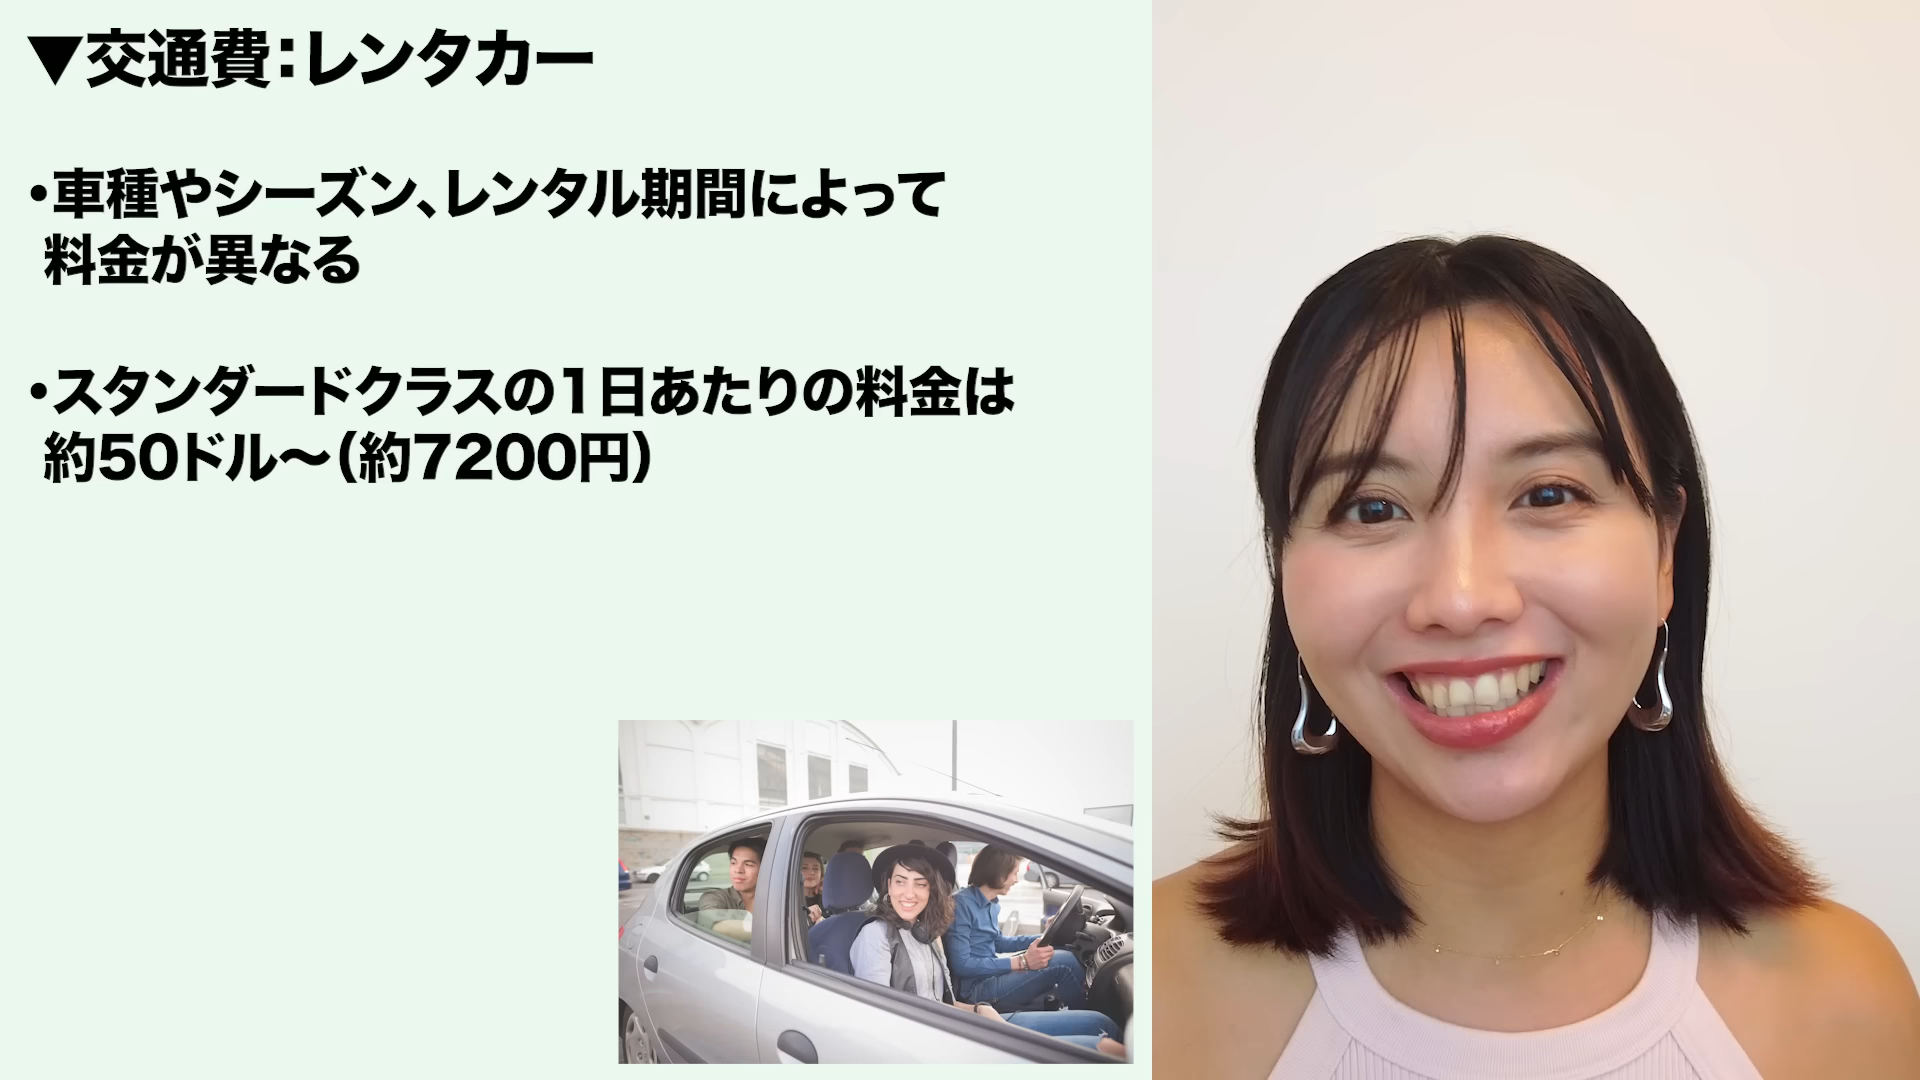 ▼交通費：レンタカー
・車種やシーズン、レンタル期間によって
料金が異なる
・スタンダードクラスの1日あたりの料金は
約50ドル〜（約7200円）